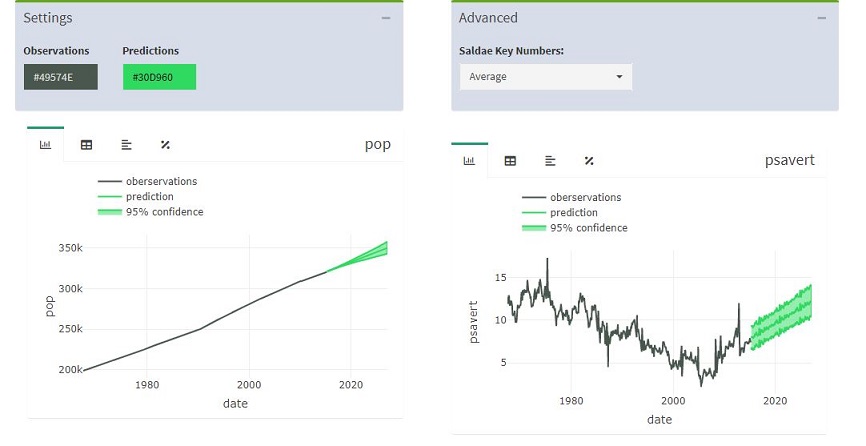 Settings
Observations Predictions
#49574E #30D960
Advanced
Saldae Key Numbers:
Average
pop
oberservations
prediction
95% confidence
350k
300k
250k
200k
pop
1980 2000 2020
date
psavert
oberservations
prediction
95% confidence
15
10
5
psavert
1980 2000 2020
date